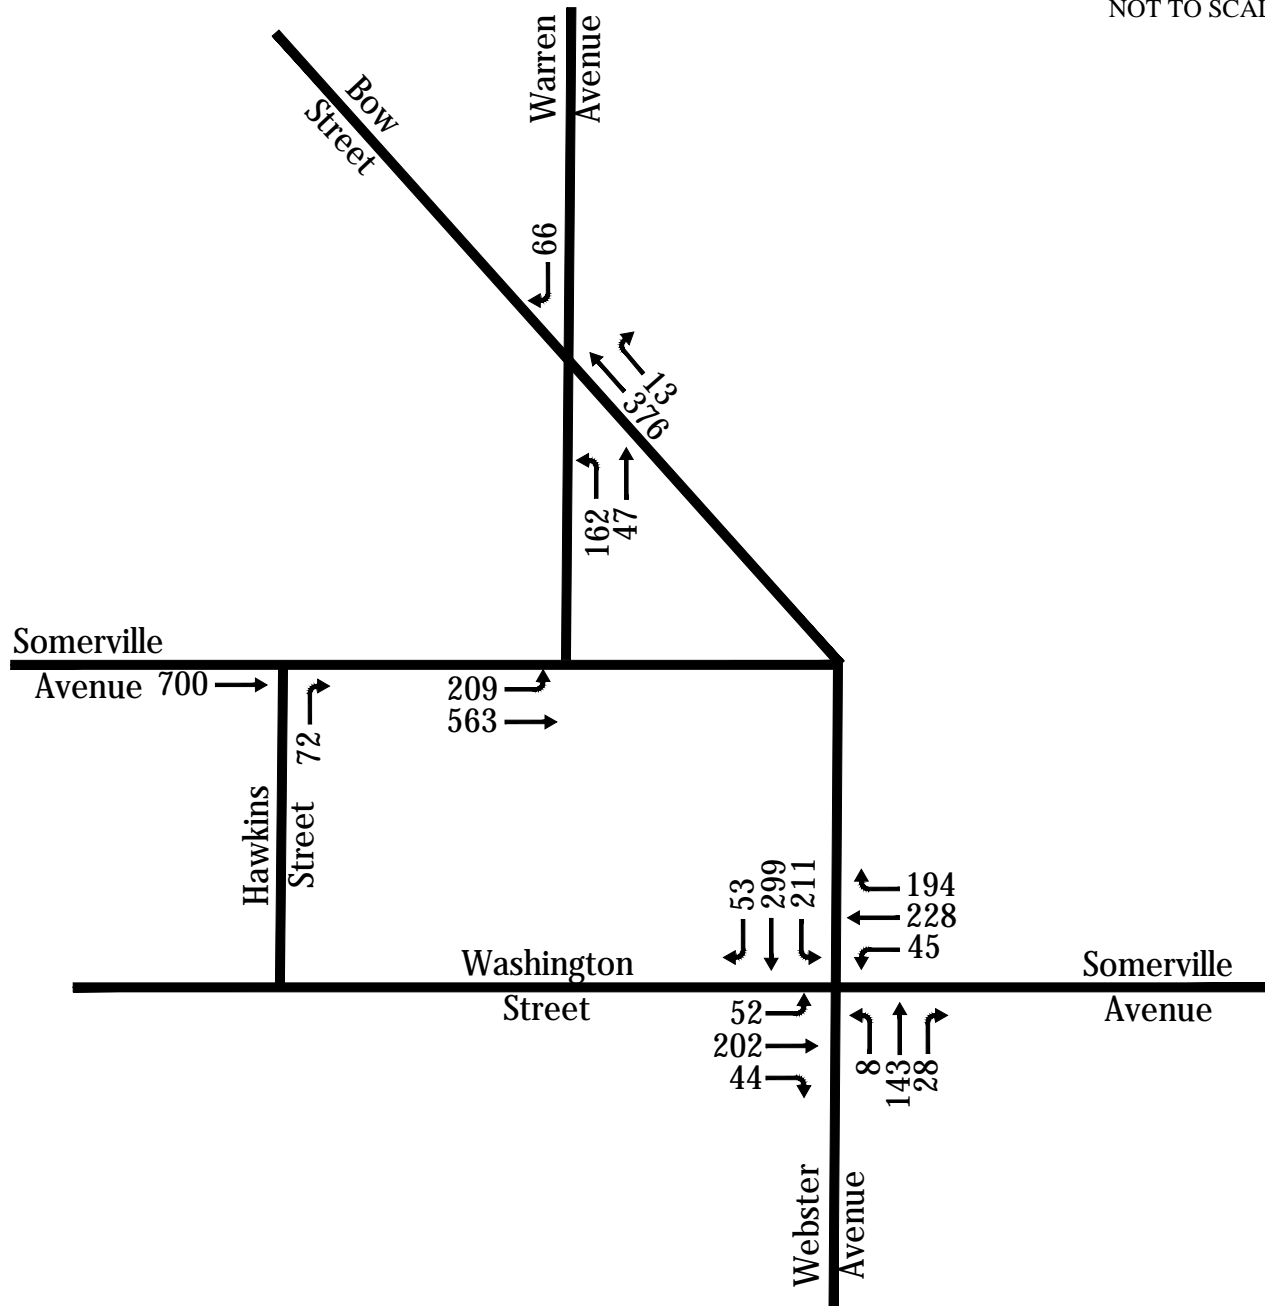 NOT TO SCAL
Warren
Avenue
Bow
Street
66
13
376
162
47
Somerville
Avenue 700
72
209
563
Hawkins
Street
53
299
211
194
228
45
Washington
Street
Somerville
Avenue
52
202
44
8
143
28
Webster
Avenue